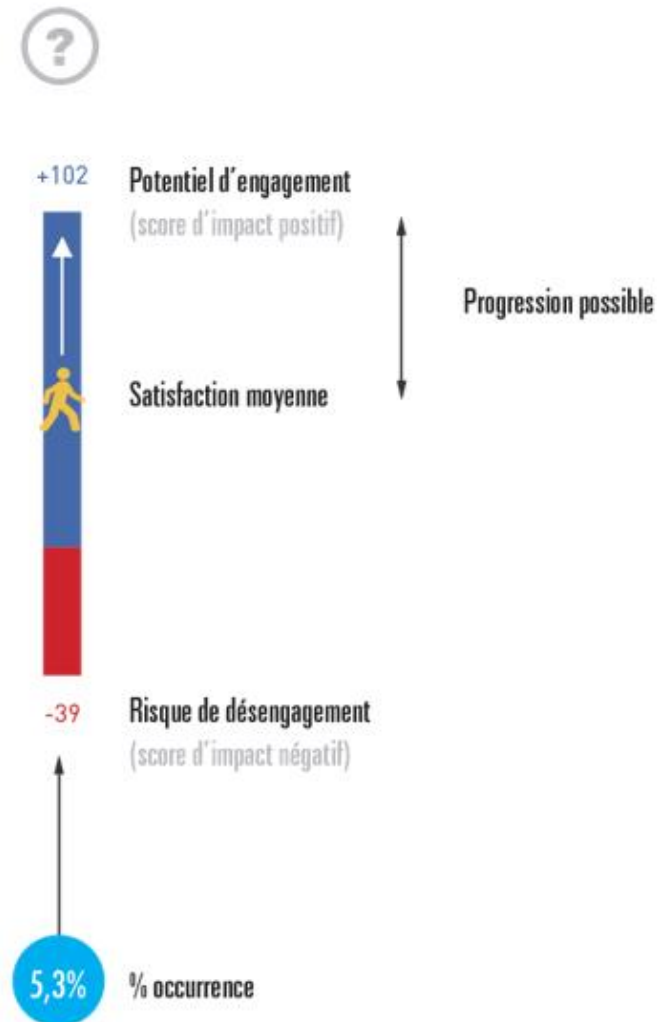 ?
+102
Potentiel d'engagement
(score d'impact positif)
Progression possible
Satisfaction moyenne
-39
Risque de désengagement
(score d'impact négatif)
5,3%
% occurrence